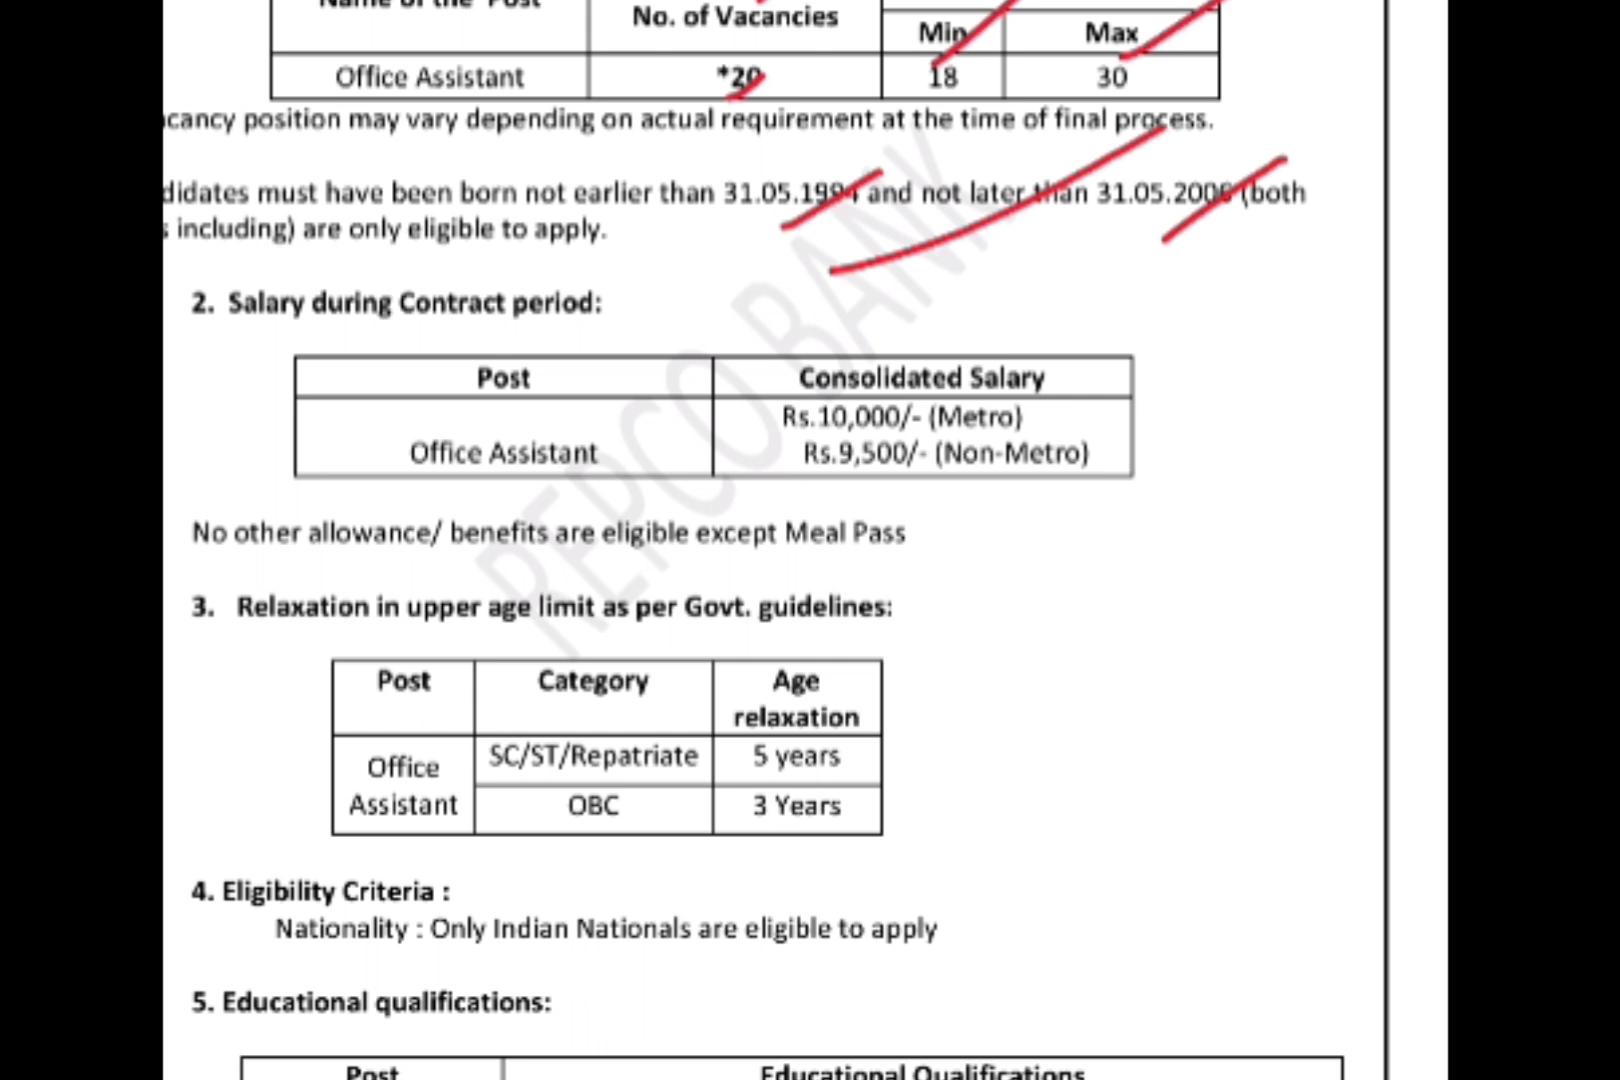 Name of the Post
No. of Vacancies
Min Max
Office Assistant *20 18 30
cancy position may vary depending on actual requirement at the time of final process.
didates must have been born not earlier than 31.05.1994 and not later than 31.05.2006 (both
including) are only eligible to apply.
2. Salary during Contract period:
Post Consolidated Salary
Rs.10,000/- (Metro)
Office Assistant Rs.9,500/- (Non-Metro)
No other allowance/ benefits are eligible except Meal Pass
3. Relaxation in upper age limit as per Govt. guidelines:
Post Category Age
relaxation
SC/ST/Repatriate 5 years
Office
Assistant OBC 3 Years
4. Eligibility Criteria :
Nationality : Only Indian Nationals are eligible to apply
5. Educational qualifications:
Post Educational Qualifications
REPCO BANK